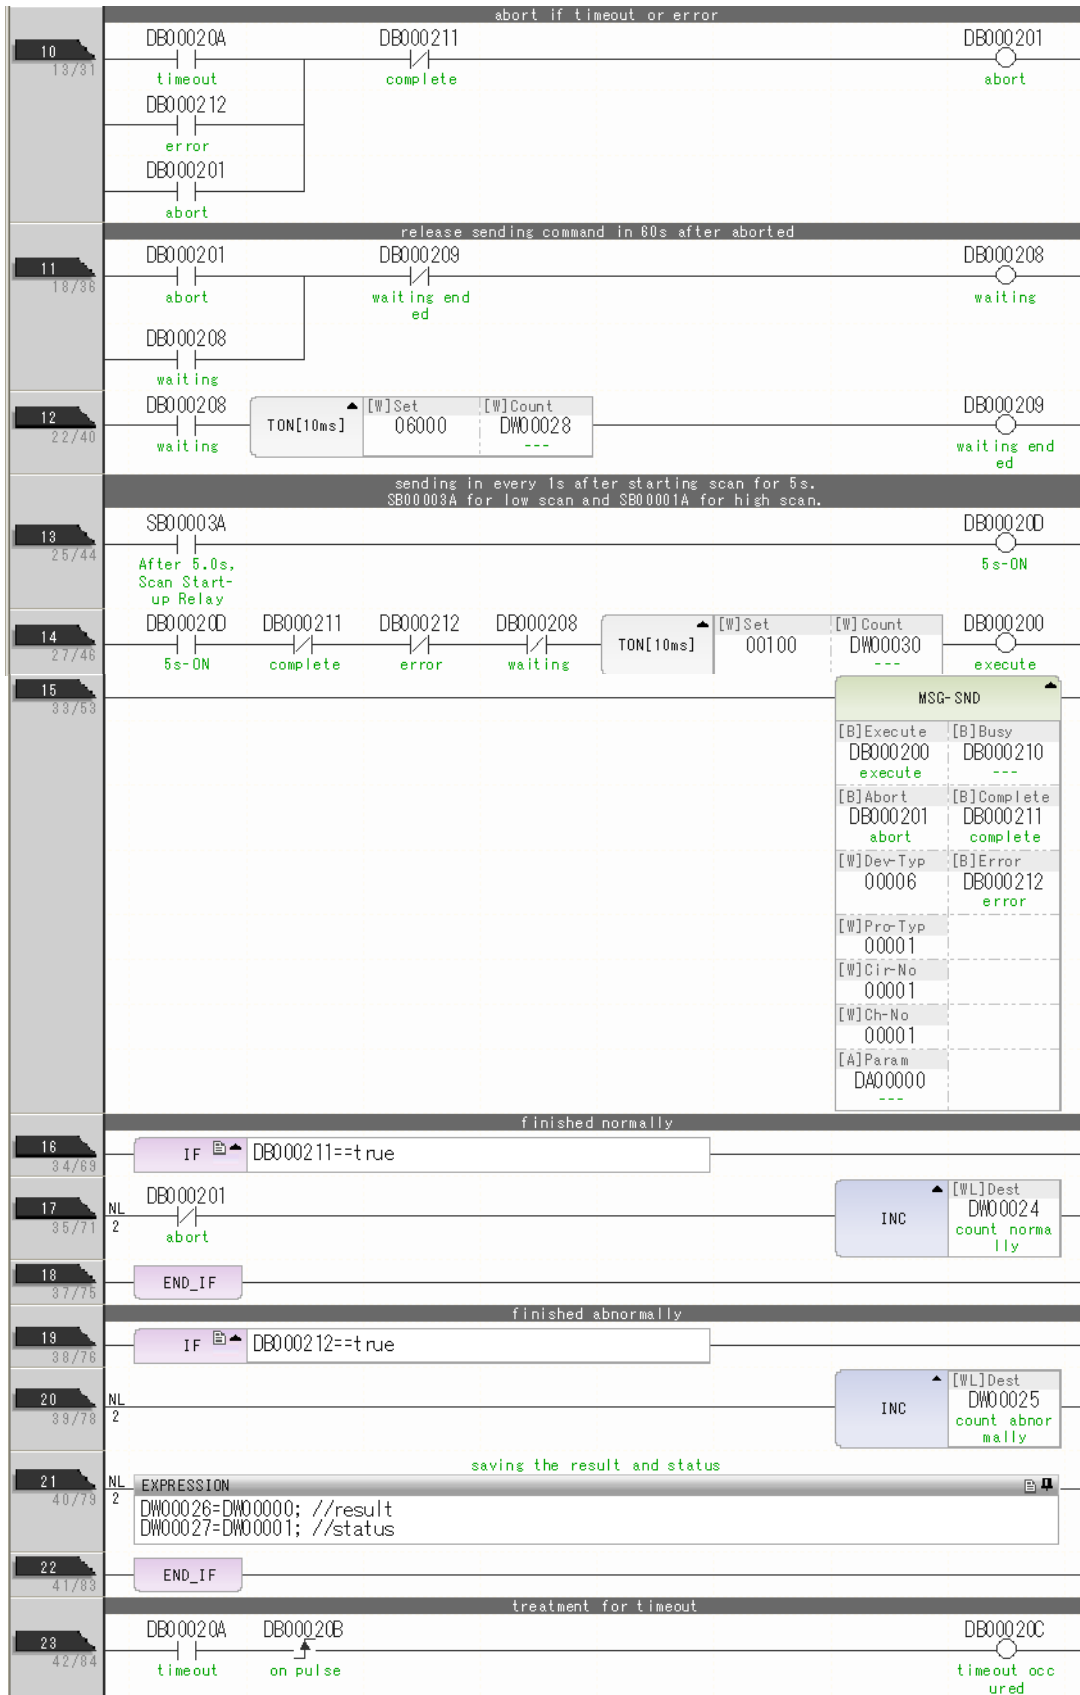 abort if timeout or error
10
13/31
DB00020A DB000211 DB000201
timeout complete abort
DB000212
error
DB000201
abort
release sending command in 60s after aborted
11
18/36
DB000201 DB000209 DB000208
abort waiting end waiting
ed
DB000208
waiting
12
22/40
DB000208 TON[10ms] [W]Set 06000 [W]Count DW00028 --- DB000209
waiting waiting end
ed
sending in every 1s after starting scan for 5s.
SB00003A for low scan and SB00001A for high scan.
13
25/44
SB00003A DB00020D
After 5.0s, 5s-ON
Scan Start-
up Relay
14
27/46
DB00020D DB000211 DB000212 DB000208 TON[10ms] [W]Set 00100 [W]Count DW00030 --- DB000200
5s-ON complete error waiting execute
15
33/53
MSG-SND
[B]Execute [B]Busy
DB000200 DB000210
execute ---
[B]Abort [B]Complete
DB000201 DB000211
abort complete
[W]Dev-Typ [B]Error
00006 DB000212
error
[W]Pro-Typ
00001
[W]Cir-No
00001
[W]Ch-No
00001
[A]Param
DA00000
---
finished normally
16
34/69
IF DB000211==true
17
35/71
NL
2
DB000201
abort
INC [WL]Dest
DW00024
count norma
lly
18
37/75
END_IF
finished abnormally
19
38/76
IF DB000212==true
20
39/78
NL
2
INC [WL]Dest
DW00025
count abnor
mally
saving the result and status
21
40/79
NL
2
EXPRESSION
DW00026=DW00000; //result
DW00027=DW00001; //status
22
41/83
END_IF
treatment for timeout
23
42/84
DB00020A DB00020B DB00020C
timeout on pulse timeout occ
ured